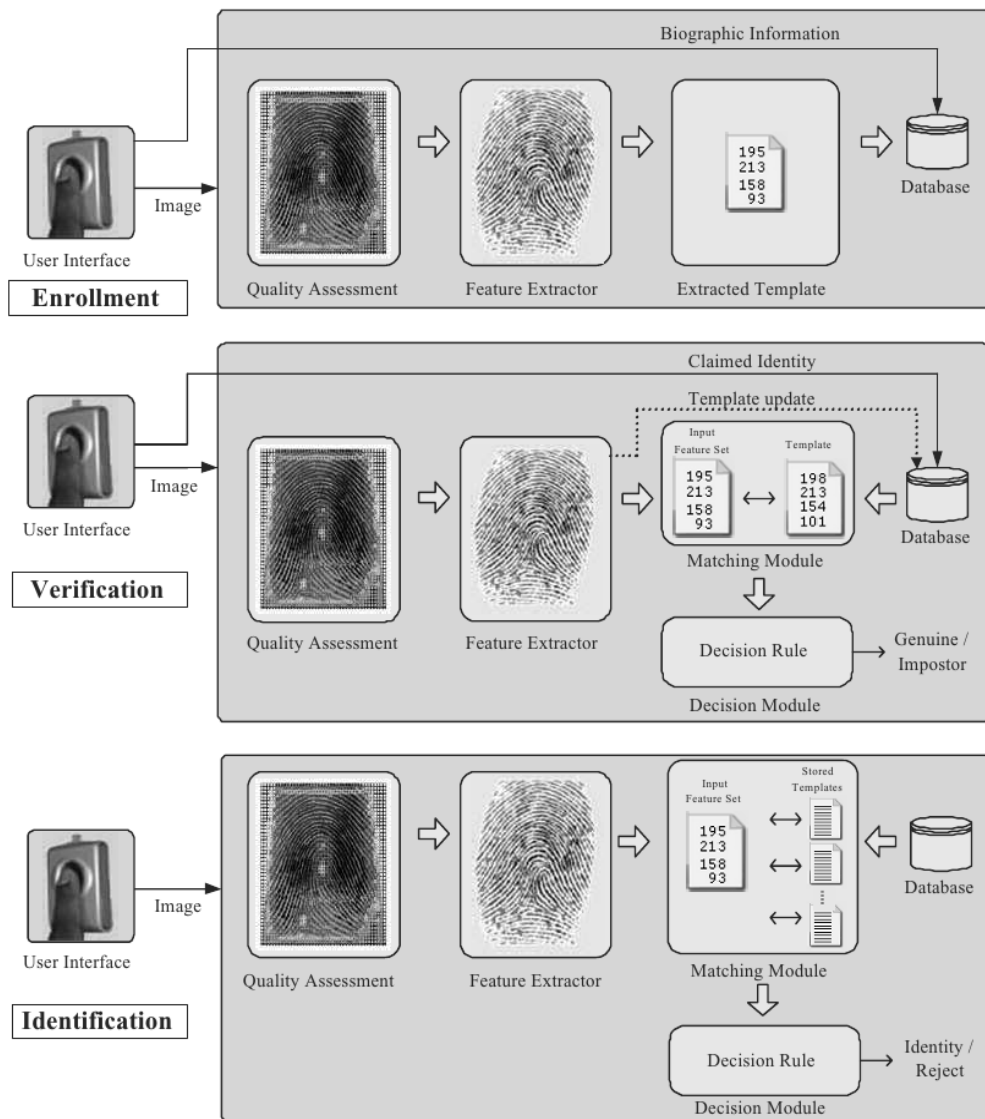 Biographic Information
195
213
158
93
Database
Image
User Interface
Quality Assessment
Feature Extractor
Extracted Template
Enrollment
Claimed Identity
Template update
Input
Feature Set
Template
195
213
158
93
198
213
154
101
Image
User Interface
Database
Matching Module
Verification
Quality Assessment
Feature Extractor
Decision Rule
Genuine /
Impostor
Decision Module
Input
Feature Set
Stored
Templates
195
213
158
93
Database
Image
User Interface
Quality Assessment
Feature Extractor
Matching Module
Identification
Decision Rule
Identity /
Reject
Decision Module